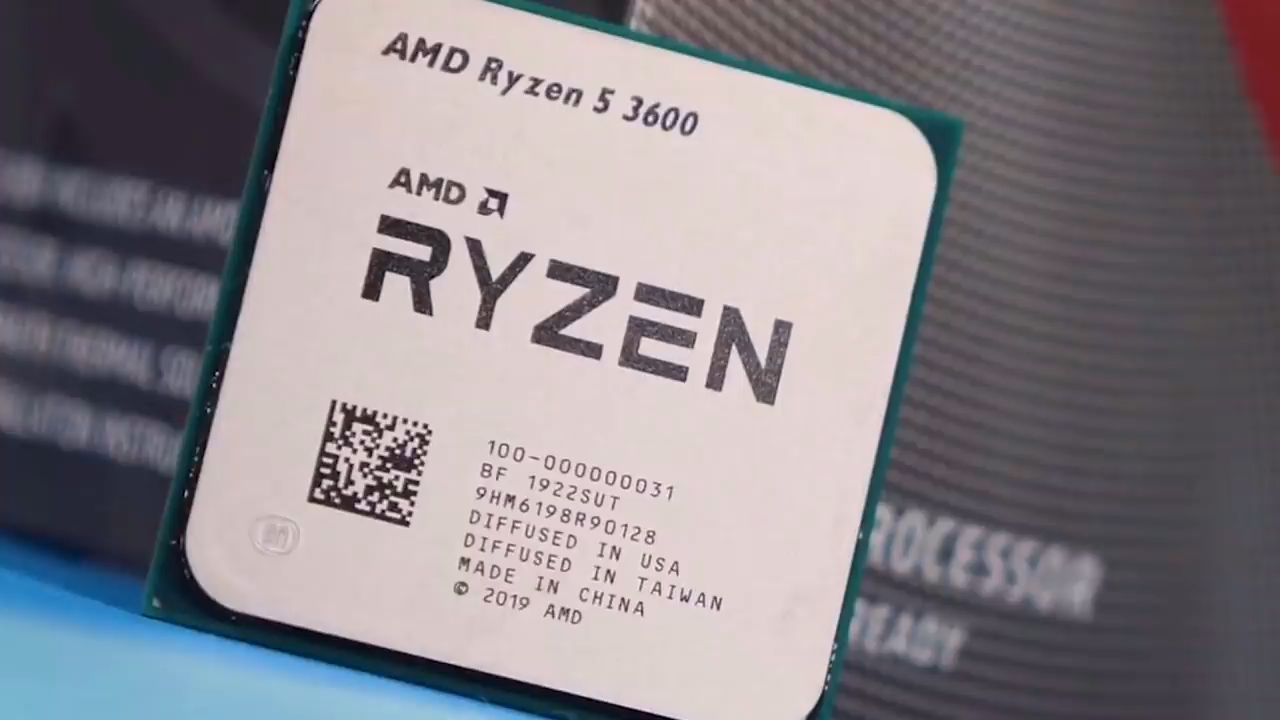 AMD Ryzen 5 3600
AMD
RYZEN
100-000000031
BF 1922SUT
9HM6198R90128
DIFFUSED IN USA
DIFFUSED IN TAIWAN
MADE IN CHINA
© 2019 AMD
PROCESSOR
READY